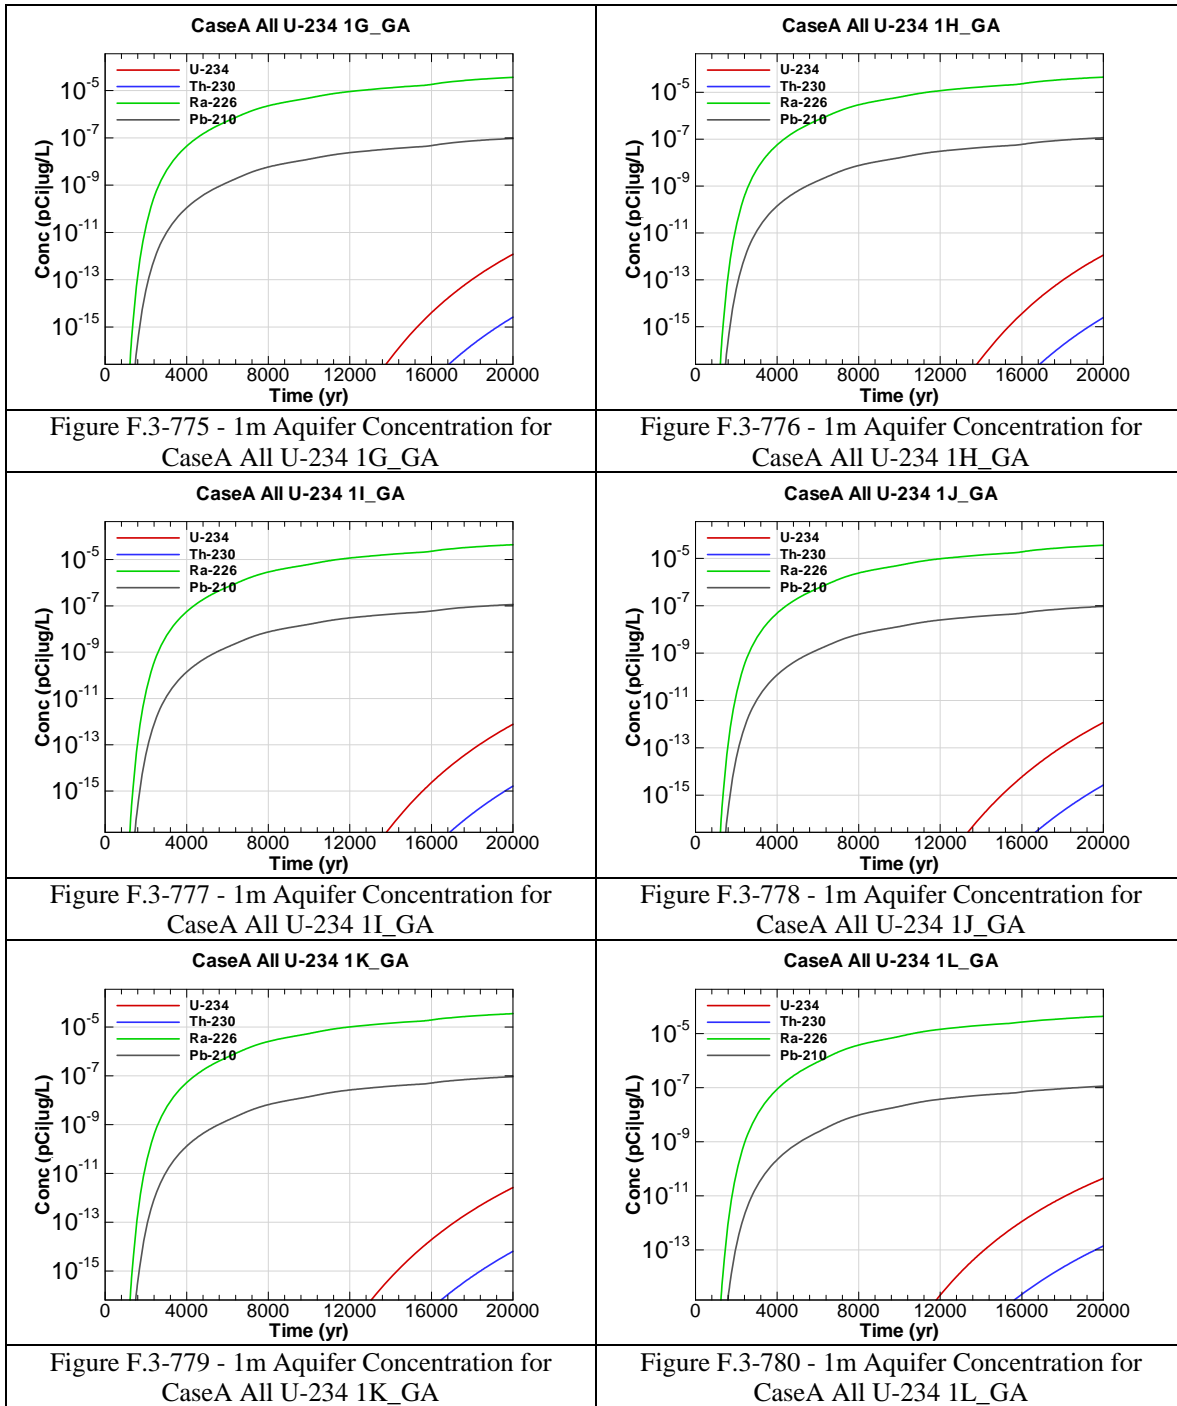 CaseA All U-234 1G_GA
U-234
Th-230
Ra-226
Pb-210
Conc (pCi|ug/L)
10-5
10-7
10-9
10-11
10-13
10-15
0 4000 8000 12000 16000 20000
Time (yr)
Figure F.3-775 - 1m Aquifer Concentration for
CaseA All U-234 1G_GA
CaseA All U-234 1H_GA
U-234
Th-230
Ra-226
Pb-210
Conc (pCi|ug/L)
10-5
10-7
10-9
10-11
10-13
10-15
0 4000 8000 12000 16000 20000
Time (yr)
Figure F.3-776 - 1m Aquifer Concentration for
CaseA All U-234 1H_GA
CaseA All U-234 1I_GA
U-234
Th-230
Ra-226
Pb-210
Conc (pCi|ug/L)
10-5
10-7
10-9
10-11
10-13
10-15
0 4000 8000 12000 16000 20000
Time (yr)
Figure F.3-777 - 1m Aquifer Concentration for
CaseA All U-234 1I_GA
CaseA All U-234 1J_GA
U-234
Th-230
Ra-226
Pb-210
Conc (pCi|ug/L)
10-5
10-7
10-9
10-11
10-13
10-15
0 4000 8000 12000 16000 20000
Time (yr)
Figure F.3-778 - 1m Aquifer Concentration for
CaseA All U-234 1J_GA
CaseA All U-234 1K_GA
U-234
Th-230
Ra-226
Pb-210
Conc (pCi|ug/L)
10-5
10-7
10-9
10-11
10-13
10-15
0 4000 8000 12000 16000 20000
Time (yr)
Figure F.3-779 - 1m Aquifer Concentration for
CaseA All U-234 1K_GA
CaseA All U-234 1L_GA
U-234
Th-230
Ra-226
Pb-210
Conc (pCi|ug/L)
10-5
10-7
10-9
10-11
10-13
0 4000 8000 12000 16000 20000
Time (yr)
Figure F.3-780 - 1m Aquifer Concentration for
CaseA All U-234 1L_GA